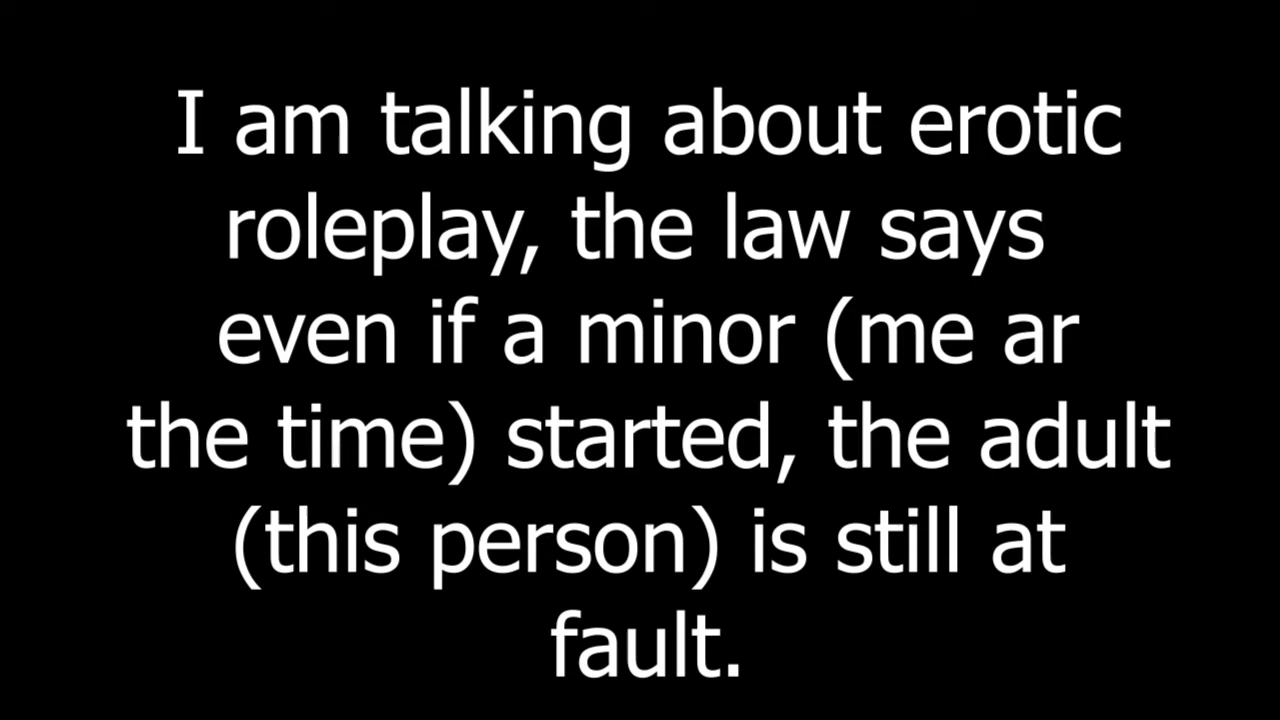 I am talking about erotic
roleplay, the law says
even if a minor (me ar
the time) started, the adult
(this person) is still at
fault.